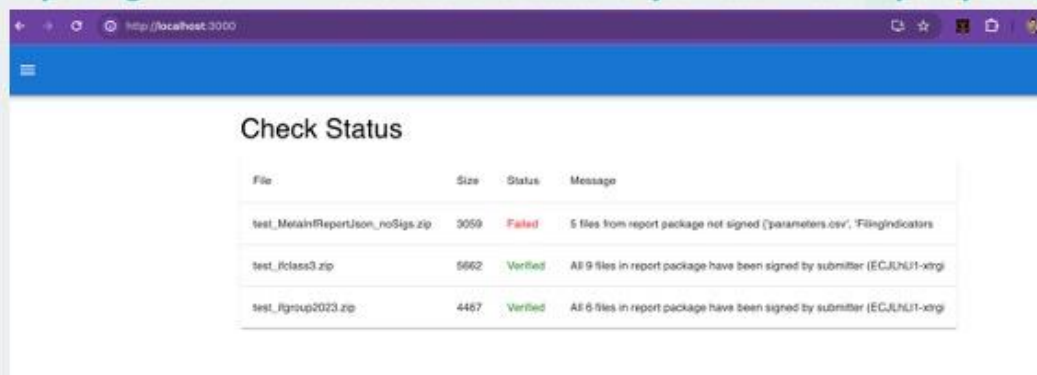 http://localhost:3000
Check Status
File Size Status Message
test_MetaInfReportJson_noSigs.zip 3059 Failed 5 files from report package not signed {'parameters.csv', 'FilingIndicators
test_ifclass3.zip 5662 Verified All 9 files in report package have been signed by submitter
test_ifgroup2023.zip 4467 Verified All 6 files in report package have been signed by submitter